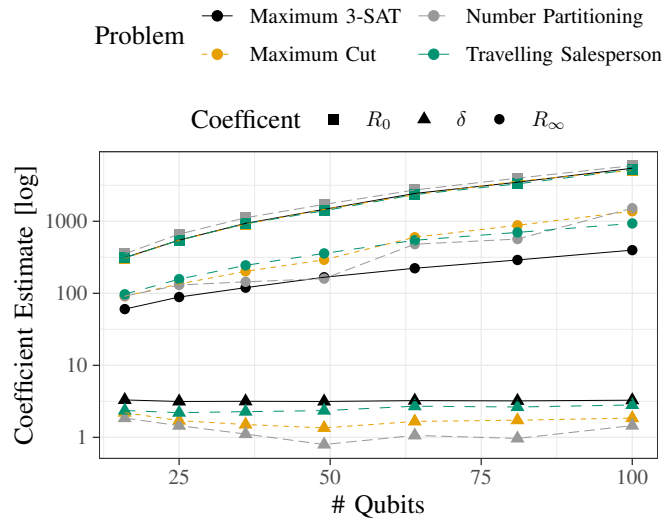 Problem
Maximum 3-SAT
Number Partitioning
Maximum Cut
Travelling Salesperson
Coefficent
R₀
δ
R∞
Coefficient Estimate [log]
1000
100
10
1
25
50
75
100
# Qubits